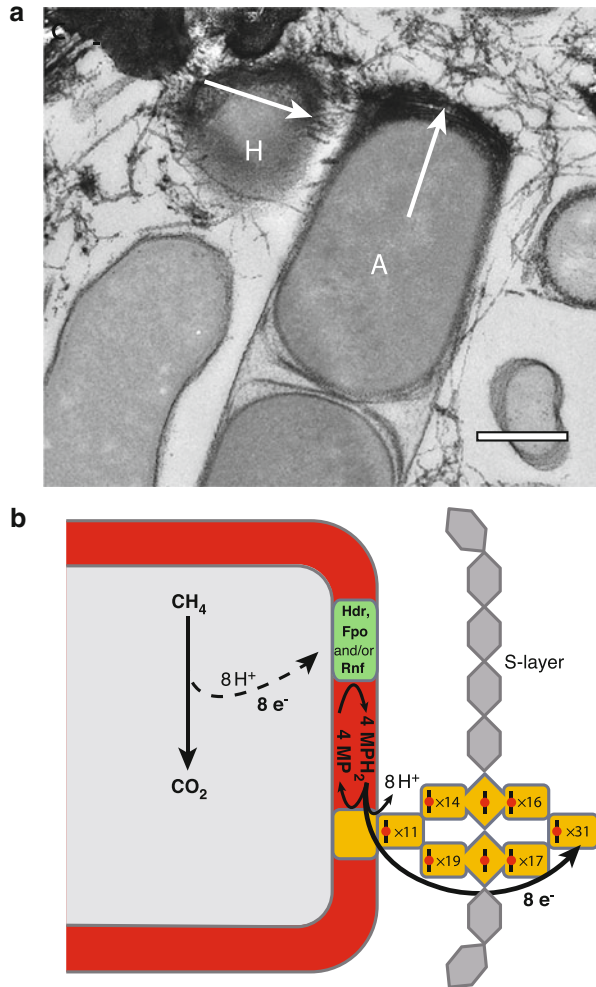 a
H
A
b
CH₄
8 H⁺
8 e⁻
CO₂
Hdr,
Fpo
and/or
Rnf
4 MP
4 MPH₂
8 H⁺
S-layer
×14
×16
×11
×31
×19
×17
8 e⁻